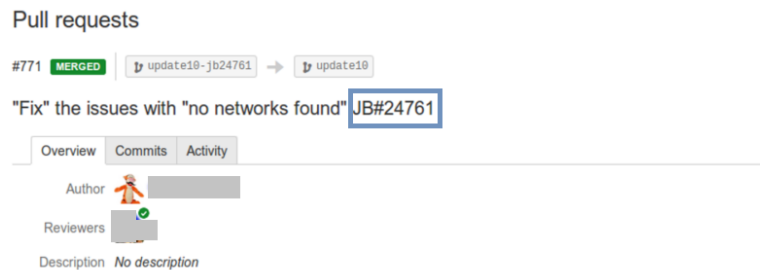 Pull requests
#771 MERGED update10-jb24761 update10
"Fix" the issues with "no networks found" JB#24761
Overview Commits Activity
Author
Reviewers
Description No description